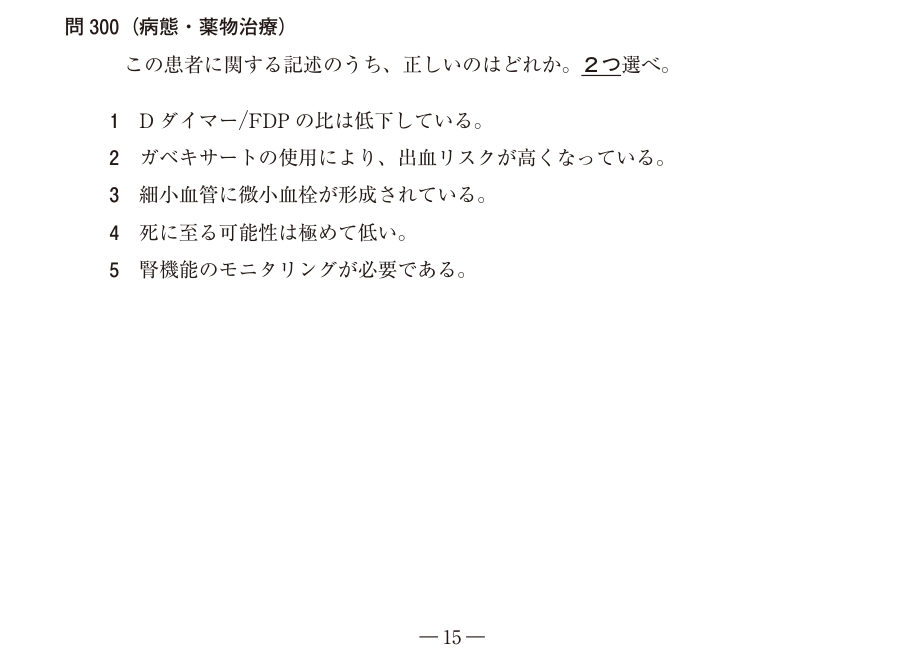 問 300（病態・薬物治療）
この患者に関する記述のうち、正しいのはどれか。２つ選べ。
1 D ダイマー/FDP の比は低下している。
2 ガベキサートの使用により、出血リスクが高くなっている。
3 細小血管に微小血栓が形成されている。
4 死に至る可能性は極めて低い。
5 腎機能のモニタリングが必要である。
— 15 —